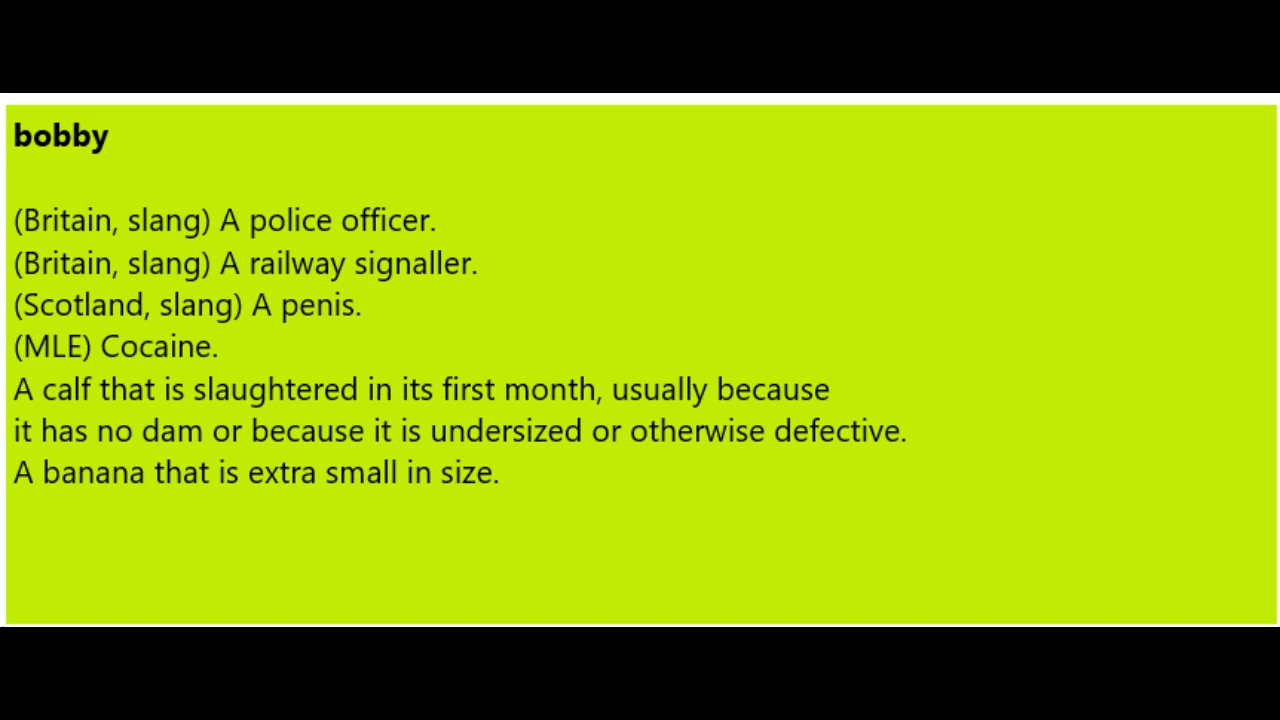 bobby
(Britain, slang) A police officer.
(Britain, slang) A railway signaller.
(Scotland, slang) A penis.
(MLE) Cocaine.
A calf that is slaughtered in its first month, usually because
it has no dam or because it is undersized or otherwise defective.
A banana that is extra small in size.